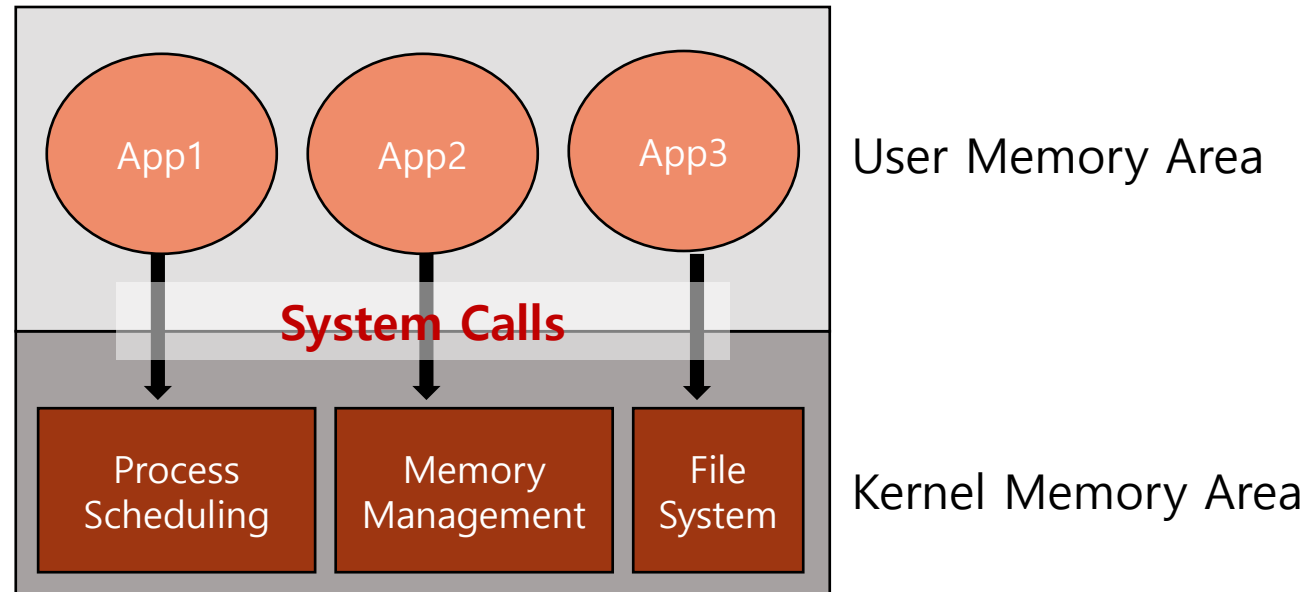 App1
App2
App3
User Memory Area
System Calls
Process
Scheduling
Memory
Management
File
System
Kernel Memory Area